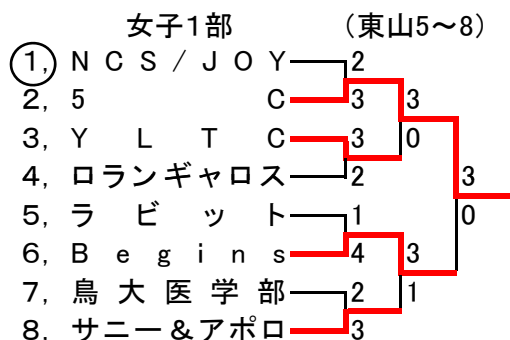 女子1部 (東山5～8)
①, NCS/JOY 2
2, 5 C 3 3
3, YLTC 3 0
4, ロランギャロス 2 3
5, ラビット 1 0
6, Begins 4 3
7, 鳥大医学部 2 1
8, サニー&アポロ 3